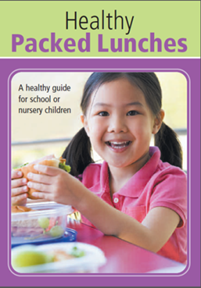 Healthy
Packed Lunches
A healthy guide
for school or
nursery children